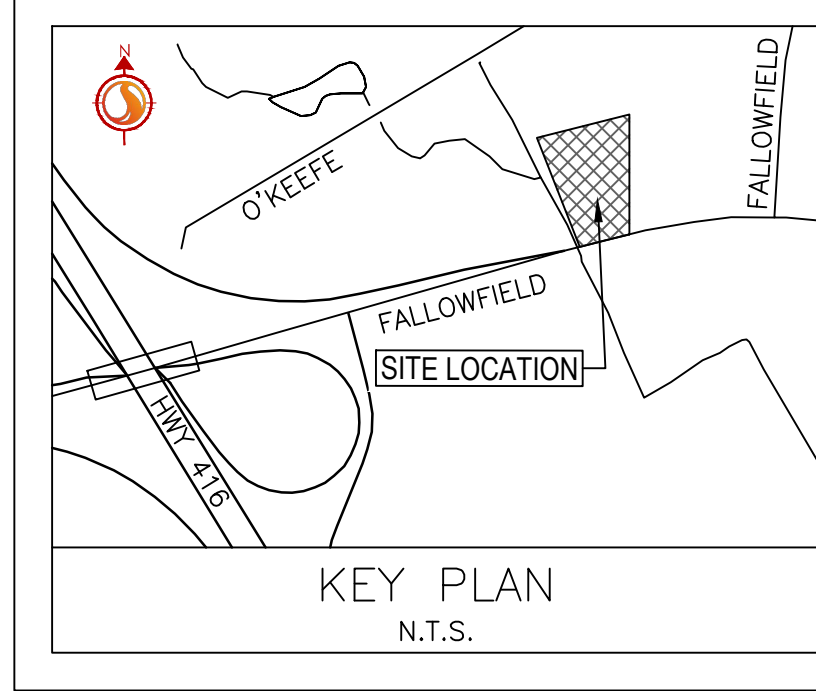 N
FALLOWFIELD
O'KEEFE
FALLOWFIELD
SITE LOCATION
HWY 416
KEY PLAN
N.T.S.